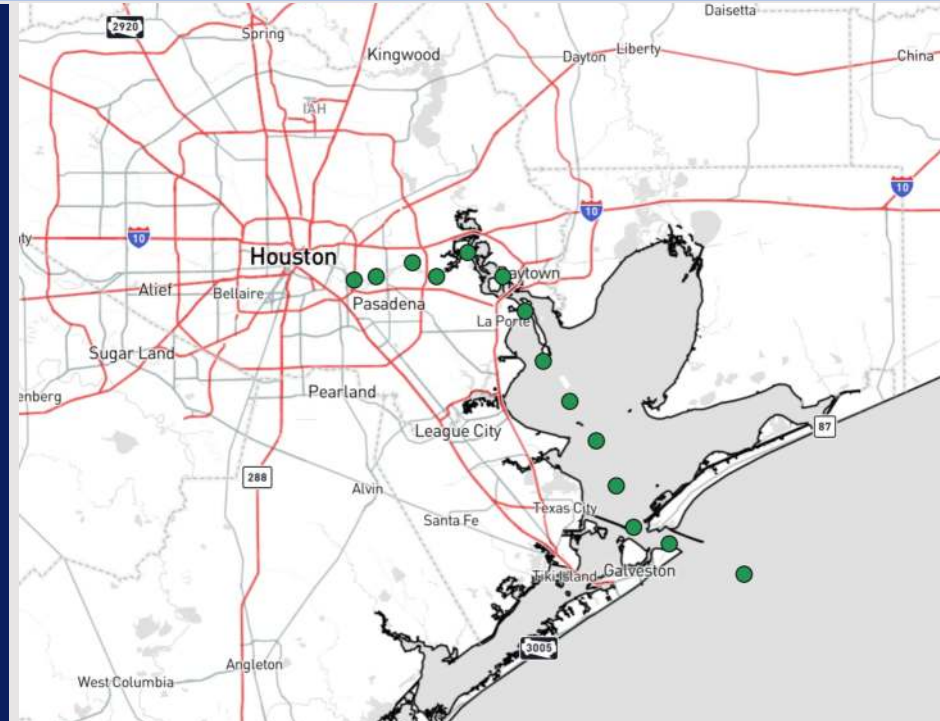 Daisetta
2920
Spring
Kingwood
Dayton
Liberty
China
IAH
10
10
10
Houston
Baytown
Alief
Bellaire
Pasadena
La Porte
Sugar Land
Pearland
League City
87
288
Alvin
Texas City
Santa Fe
Tiki Island
Galveston
3005
Angleton
West Columbia